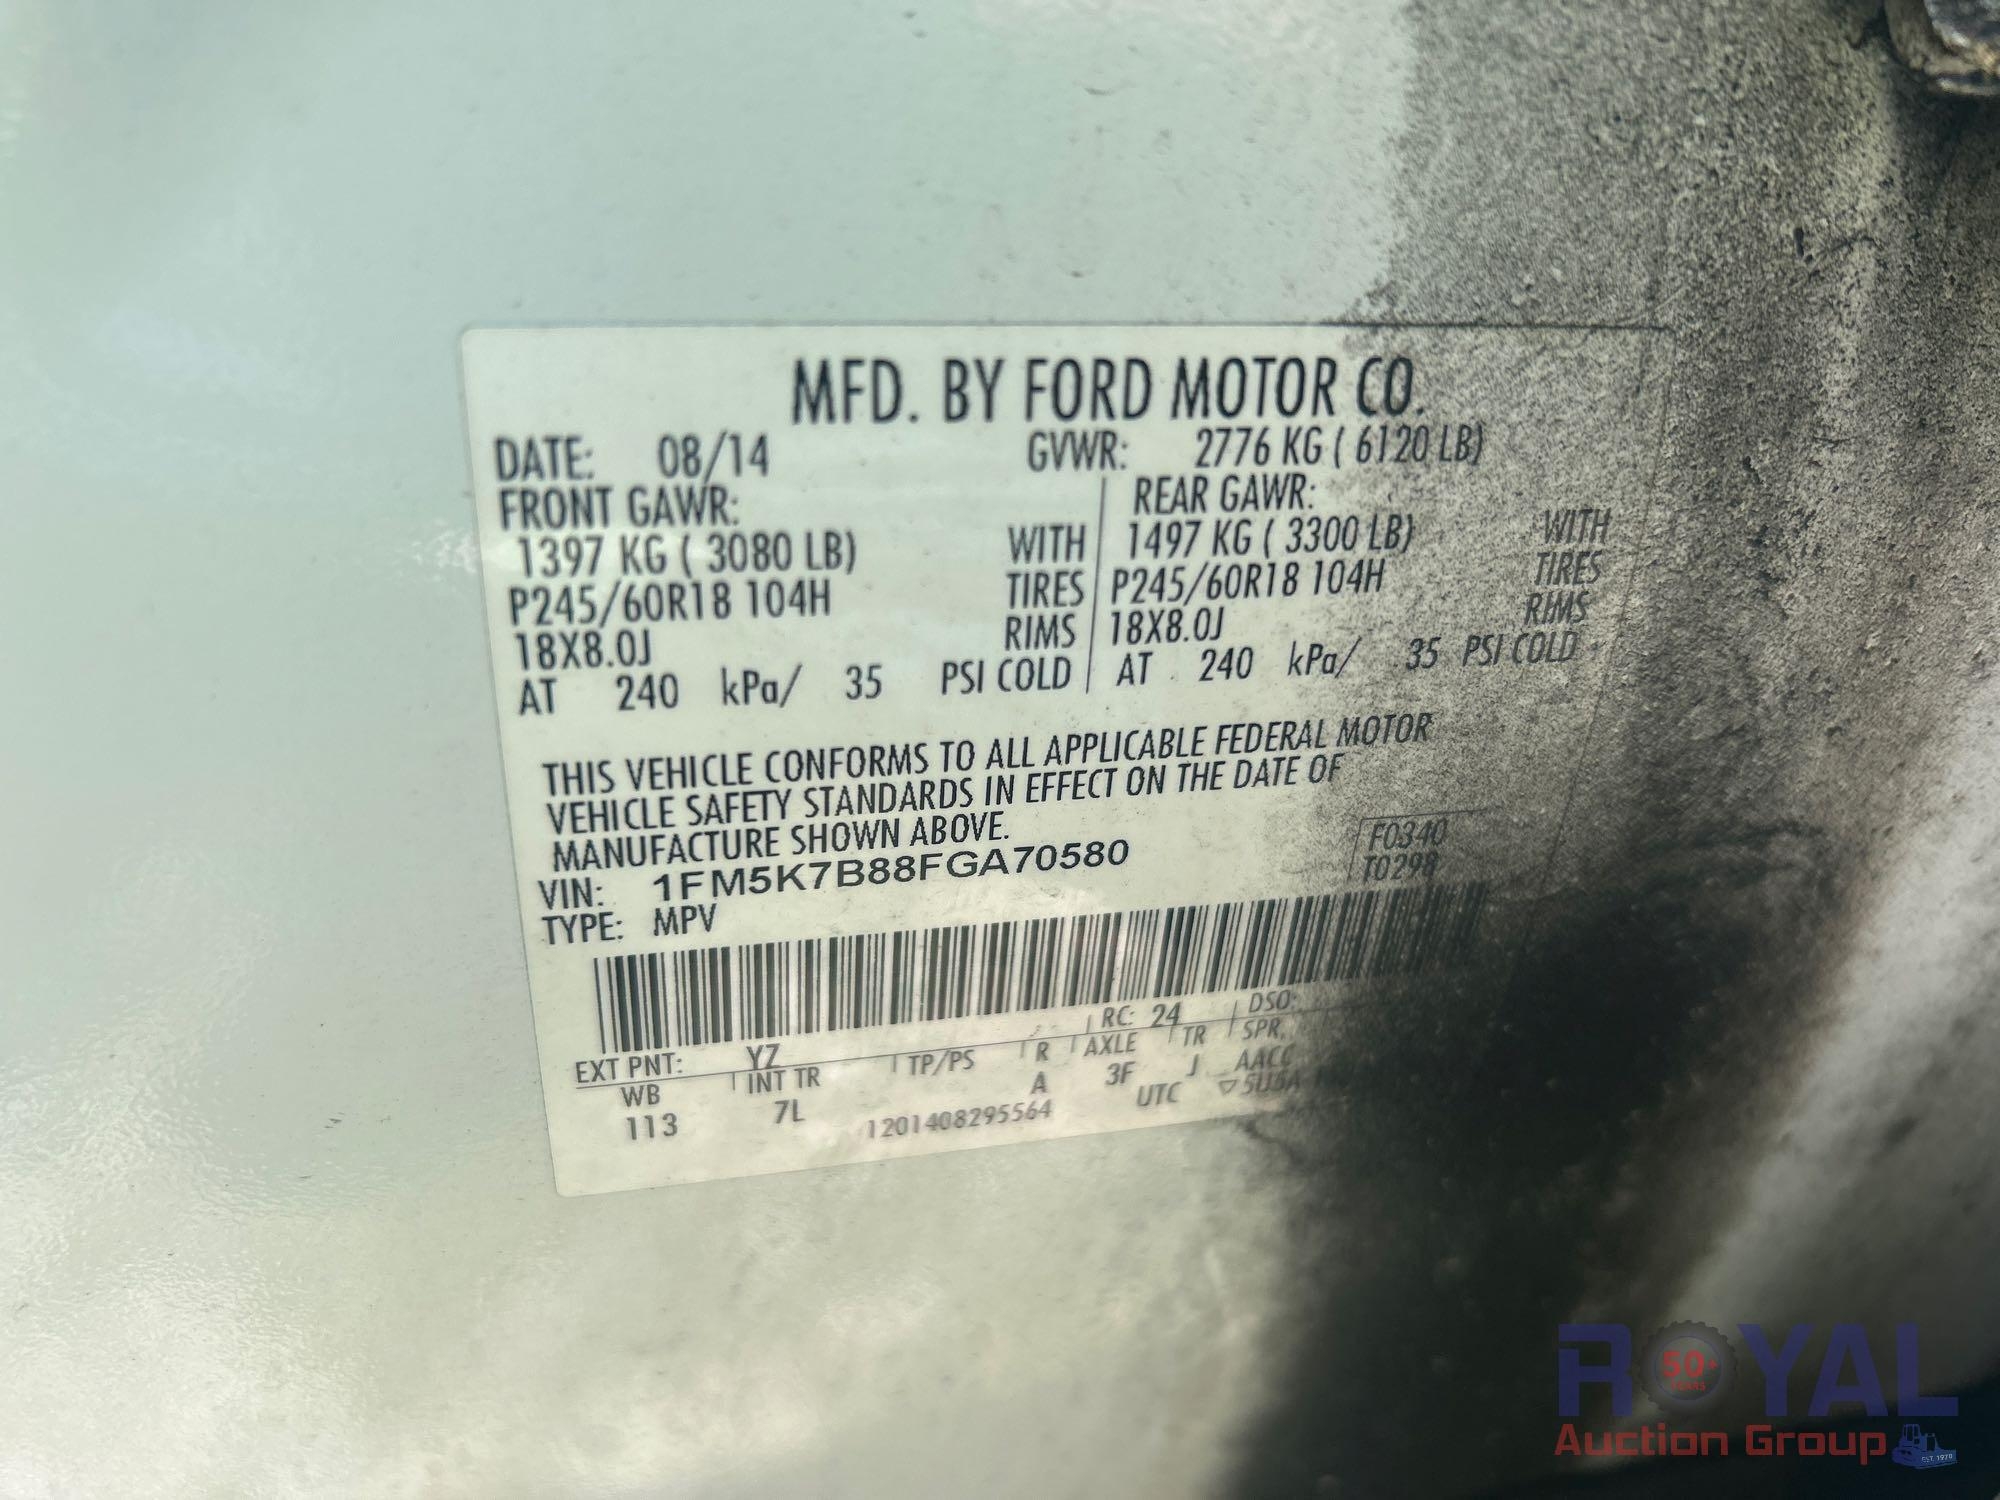 MFD. BY FORD MOTOR CO.
DATE: 08/14 GVWR: 2776 KG ( 6120 LB)
FRONT GAWR: REAR GAWR:
1397 KG ( 3080 LB) WITH 1497 KG ( 3300 LB) WITH
P245/60R18 104H TIRES P245/60R18 104H TIRES
18X8.0J RIMS 18X8.0J RIMS
AT 240 kPa/ 35 PSI COLD AT 240 kPa/ 35 PSI COLD
THIS VEHICLE CONFORMS TO ALL APPLICABLE FEDERAL MOTOR
VEHICLE SAFETY STANDARDS IN EFFECT ON THE DATE OF
MANUFACTURE SHOWN ABOVE.
F0340
VIN: 1FM5K7B88FGA70580 T0298
TYPE: MPV
EXT PNT: YZ RC: 24 DSO:
WB INT TR TP/PS R AXLE TR SPR.
113 7L A 3F J AACC
1201408295564 UTC
ROYAL
50+
YEARS
Auction Group
EST. 1970